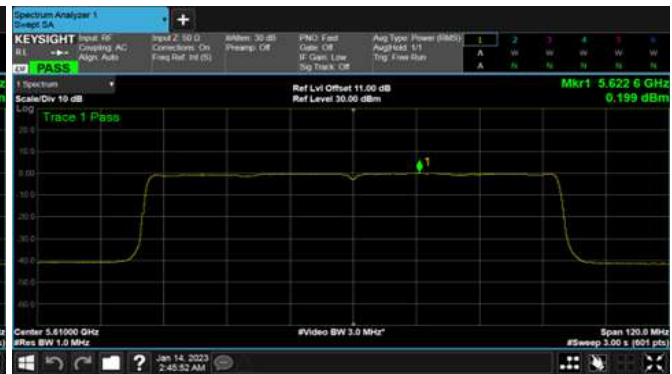 Spectrum Analyzer 1
Swept SA
+
KEYSIGHT
Input: RF
Input Z: 50 Ω
#Atten: 30 dB
PNO: Fast
Avg Type: Power (RMS)
1 2 3 4 5 6
Coupling: AC
Corrections: On
Preamp: Off
Gate: Off
Avg|Hold: 1/1
A W W W W W
Align: Auto
Freq Ref: Int (S)
IF Gain: Low
Trig: Free Run
A N N N N N
Sig Track: Off
PASS
1 Spectrum
Scale/Div 10 dB
Ref Lvl Offset 11.00 dB
Ref Level 30.00 dBm
Mkr1 5.622 6 GHz
0.199 dBm
Log
Trace 1 Pass
20.0
10.0
0.00
-10.0
-20.0
-30.0
-40.0
-50.0
-60.0
1
Center 5.61000 GHz
#Video BW 3.0 MHz*
Span 120.0 MHz
#Res BW 1.0 MHz
#Sweep 3.00 s (601 pts)
?
Jan 14, 2023
2:45:52 AM